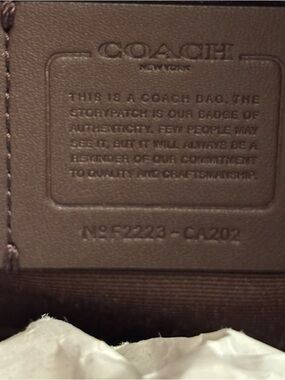 COACH
NEW YORK
THIS IS A COACH BAG. THE
STORYPATCH IS OUR BADGE OF
AUTHENTICITY. FEW PEOPLE MAY
SEE IT, BUT IT WILL ALWAYS BE A
REMINDER OF OUR COMMITMENT
TO QUALITY AND CRAFTSMANSHIP.
Nº F2223-CA202